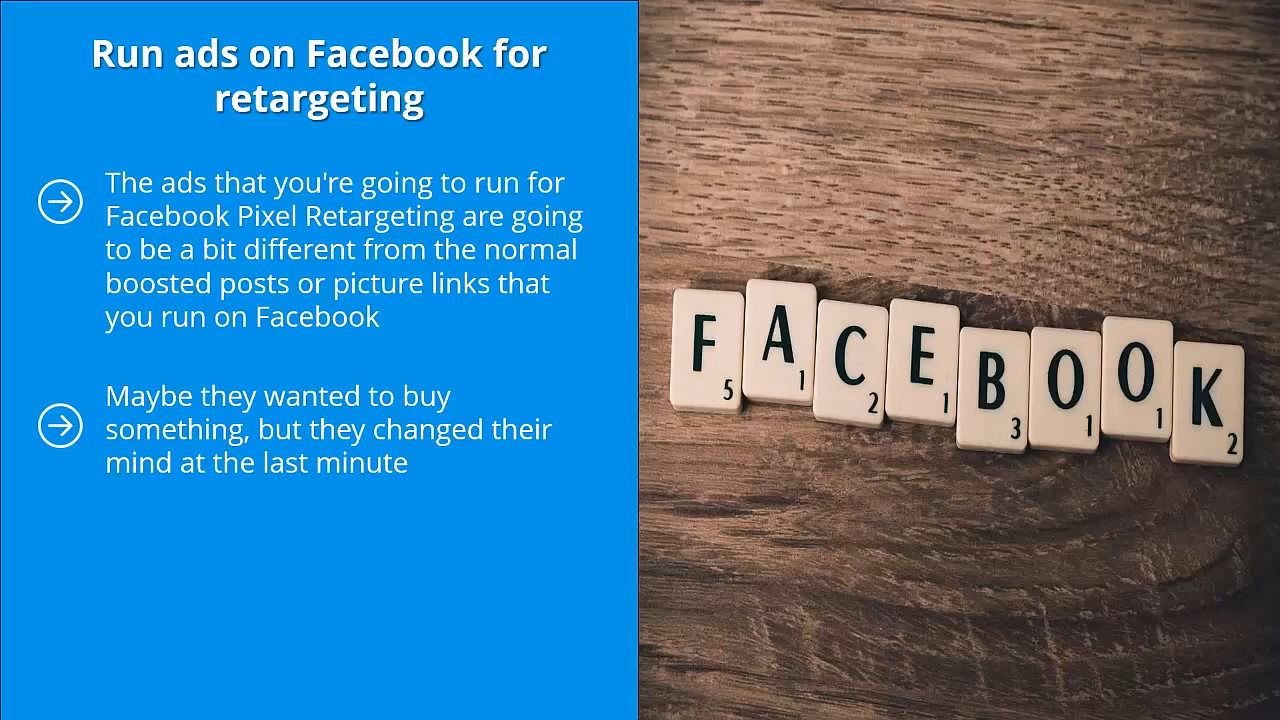 Run ads on Facebook for
retargeting
The ads that you're going to run for
Facebook Pixel Retargeting are going
to be a bit different from the normal
boosted posts or picture links that
you run on Facebook
Maybe they wanted to buy
something, but they changed their
mind at the last minute
FACEBOOK
5 1 2 1 3 1 1 2